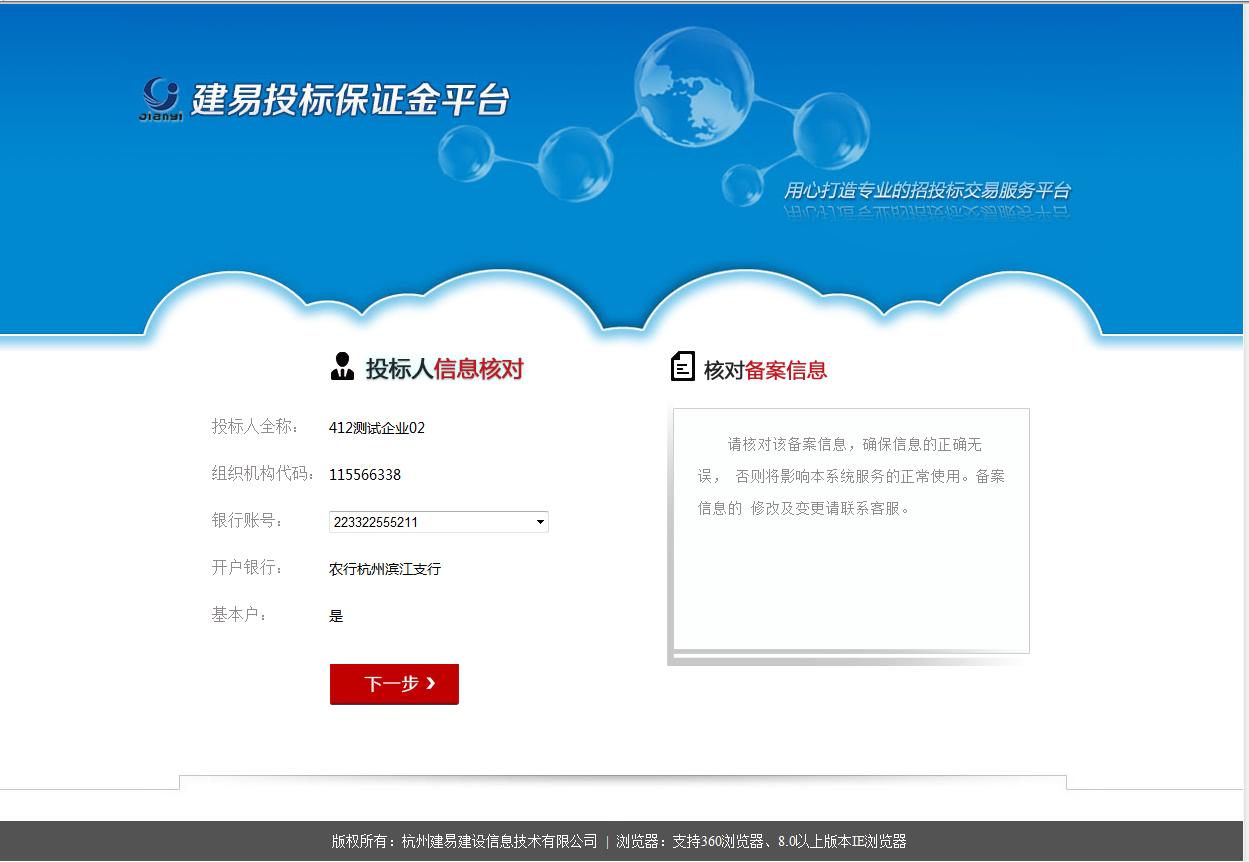 JIANYI 建易投标保证金平台
用心打造专业的招投标交易服务平台
投标人信息核对
投标人全称： 412测试企业02
组织机构代码： 115566338
银行账号： 223322555211
开户银行： 农行杭州滨江支行
基本户： 是
下一步
核对备案信息
请核对该备案信息，确保信息的正确无
误， 否则将影响本系统服务的正常使用。备案
信息的 修改及变更请联系客服。
版权所有：杭州建易建设信息技术有限公司 | 浏览器：支持360浏览器、8.0以上版本IE浏览器